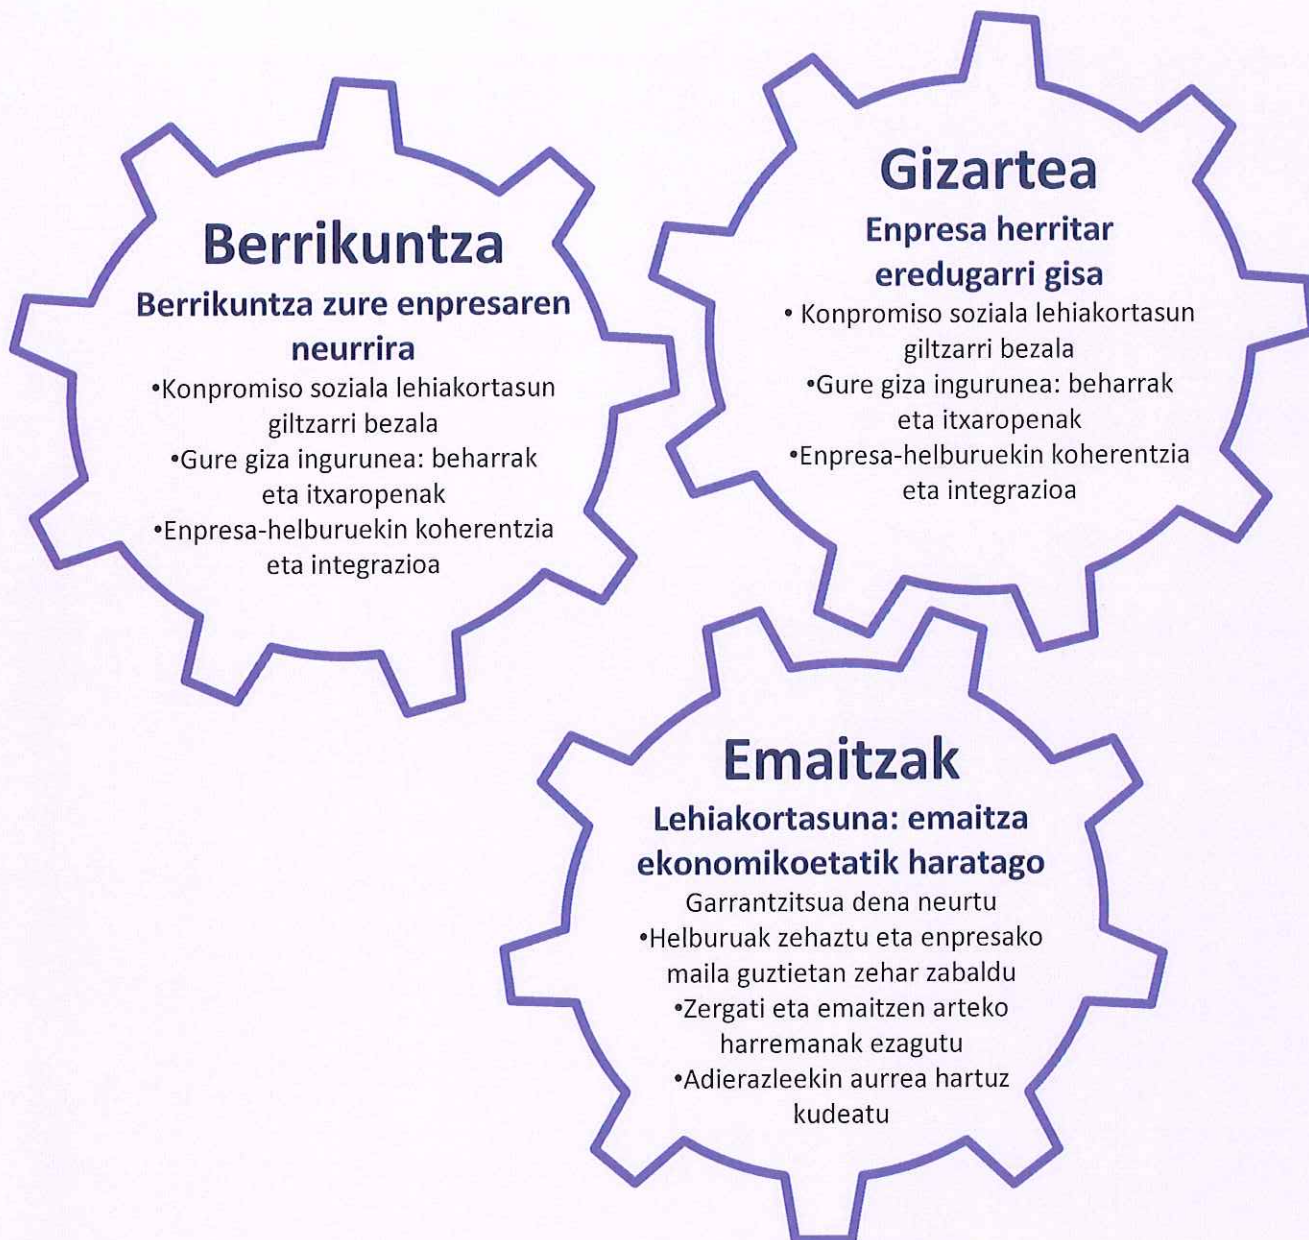 Berrikuntza
Berrikuntza zure enpresaren
neurrira
•Konpromiso soziala lehiakortasun
giltzarri bezala
•Gure giza ingurunea: beharrak
eta itxaropenak
•Enpresa-helburuekin koherentzia
eta integrazioa
Gizartea
Enpresa herritar
eredugarri gisa
• Konpromiso soziala lehiakortasun
giltzarri bezala
•Gure giza ingurunea: beharrak
eta itxaropenak
•Enpresa-helburuekin koherentzia
eta integrazioa
Emaitzak
Lehiakortasuna: emaitza
ekonomikoetatik haratago
Garrantzitsua dena neurtu
•Helburuak zehaztu eta enpresako
maila guztietan zehar zabaldu
•Zergati eta emaitzen arteko
harremanak ezagutu
•Adierazleekin aurrea hartuz
kudeatu